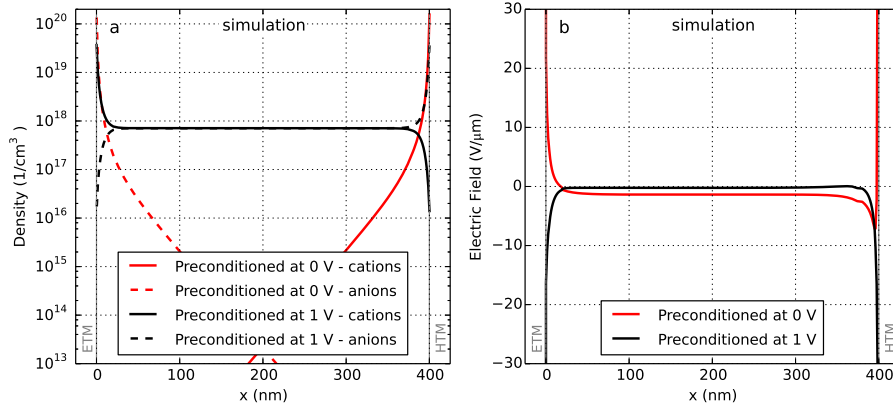 a
simulation
10^20
10^19
10^18
10^17
10^16
10^15
10^14
10^13
Density (1/cm³ )
Preconditioned at 0 V - cations
Preconditioned at 0 V - anions
Preconditioned at 1 V - cations
Preconditioned at 1 V - anions
ETM
HTM
0 100 200 300 400
x (nm)
b
simulation
30
20
10
0
−10
−20
−30
Electric Field (V/μm)
Preconditioned at 0 V
Preconditioned at 1 V
ETM
HTM
0 100 200 300 400
x (nm)